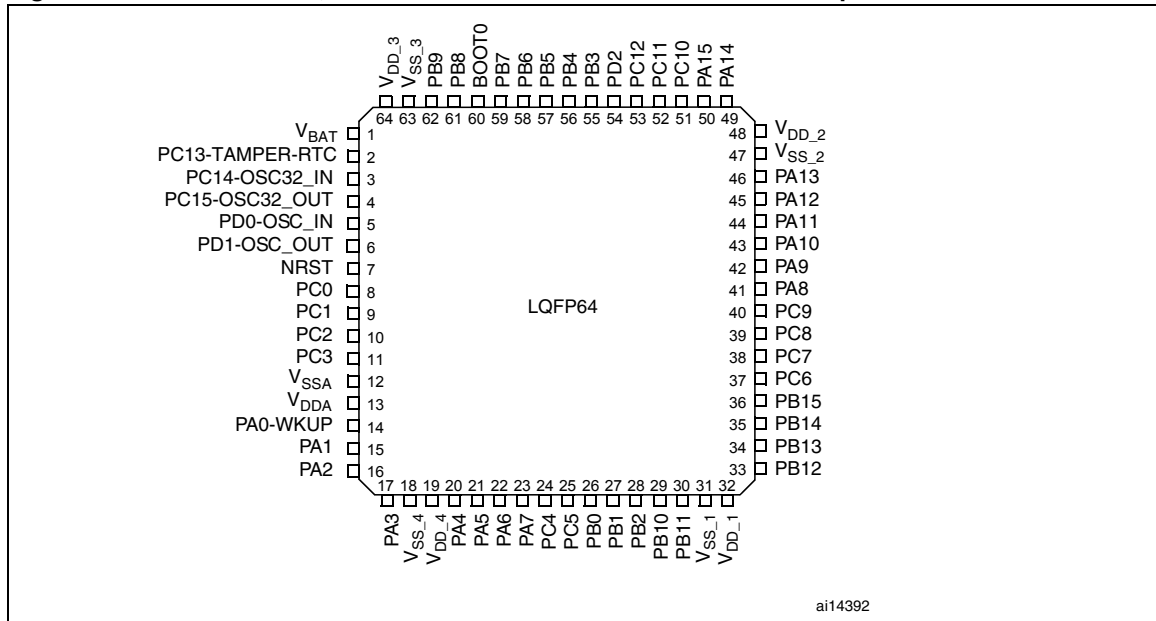 VDD_3
VSS_3
PB9
PB8
BOOT0
PB7
PB6
PB5
PB4
PB3
PD2
PC12
PC11
PC10
PA15
PA14
64 63 62 61 60 59 58 57 56 55 54 53 52 51 50 49
VBAT 1
PC13-TAMPER-RTC 2
PC14-OSC32_IN 3
PC15-OSC32_OUT 4
PD0-OSC_IN 5
PD1-OSC_OUT 6
NRST 7
PC0 8
PC1 9
PC2 10
PC3 11
VSSA 12
VDDA 13
PA0-WKUP 14
PA1 15
PA2 16
LQFP64
48 VDD_2
47 VSS_2
46 PA13
45 PA12
44 PA11
43 PA10
42 PA9
41 PA8
40 PC9
39 PC8
38 PC7
37 PC6
36 PB15
35 PB14
34 PB13
33 PB12
17 18 19 20 21 22 23 24 25 26 27 28 29 30 31 32
PA3
VSS_4
VDD_4
PA4
PA5
PA6
PA7
PC4
PC5
PB0
PB1
PB2
PB10
PB11
VSS_1
VDD_1
ai14392